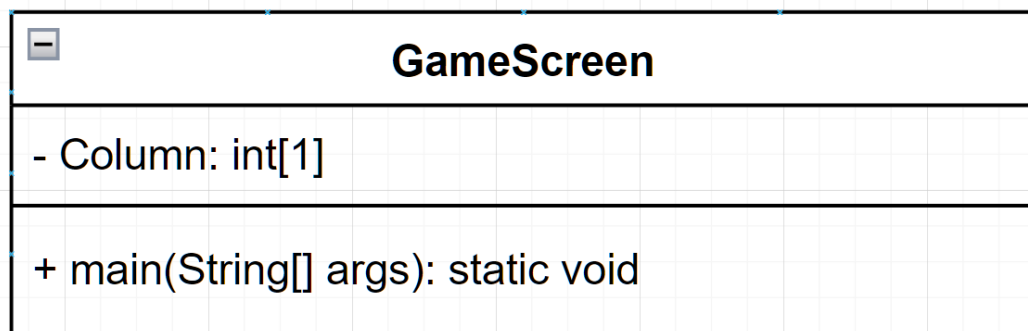 GameScreen
- Column: int[1]
+ main(String[] args): static void